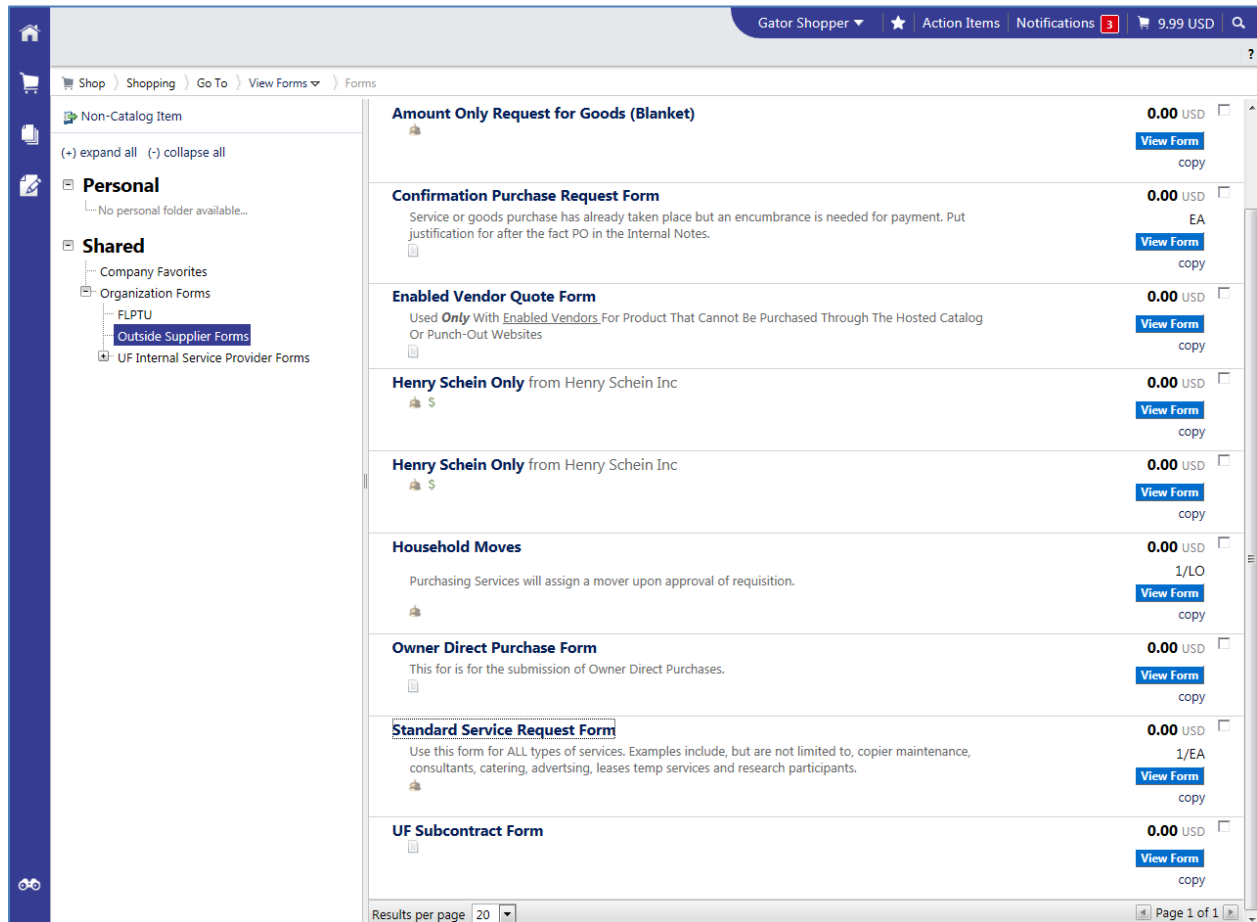 Gator Shopper ▼ ★ Action Items Notifications 3 9.99 USD
?
Shop Shopping Go To View Forms Forms
Non-Catalog Item
(+) expand all (-) collapse all
Personal
No personal folder available...
Shared
Company Favorites
Organization Forms
FLPTU
Outside Supplier Forms
UF Internal Service Provider Forms
Amount Only Request for Goods (Blanket) 0.00 USD
View Form
copy
Confirmation Purchase Request Form 0.00 USD
Service or goods purchase has already taken place but an encumbrance is needed for payment. Put EA
justification for after the fact PO in the Internal Notes.
View Form
copy
Enabled Vendor Quote Form 0.00 USD
Used Only With Enabled Vendors For Product That Cannot Be Purchased Through The Hosted Catalog
Or Punch-Out Websites
View Form
copy
Henry Schein Only from Henry Schein Inc 0.00 USD
$
View Form
copy
Henry Schein Only from Henry Schein Inc 0.00 USD
$
View Form
copy
Household Moves 0.00 USD
1/LO
Purchasing Services will assign a mover upon approval of requisition.
View Form
copy
Owner Direct Purchase Form 0.00 USD
This for is for the submission of Owner Direct Purchases.
View Form
copy
Standard Service Request Form 0.00 USD
Use this form for ALL types of services. Examples include, but are not limited to, copier maintenance, 1/EA
consultants, catering, advertsing, leases temp services and research participants.
View Form
copy
UF Subcontract Form 0.00 USD
View Form
copy
Results per page 20 Page 1 of 1